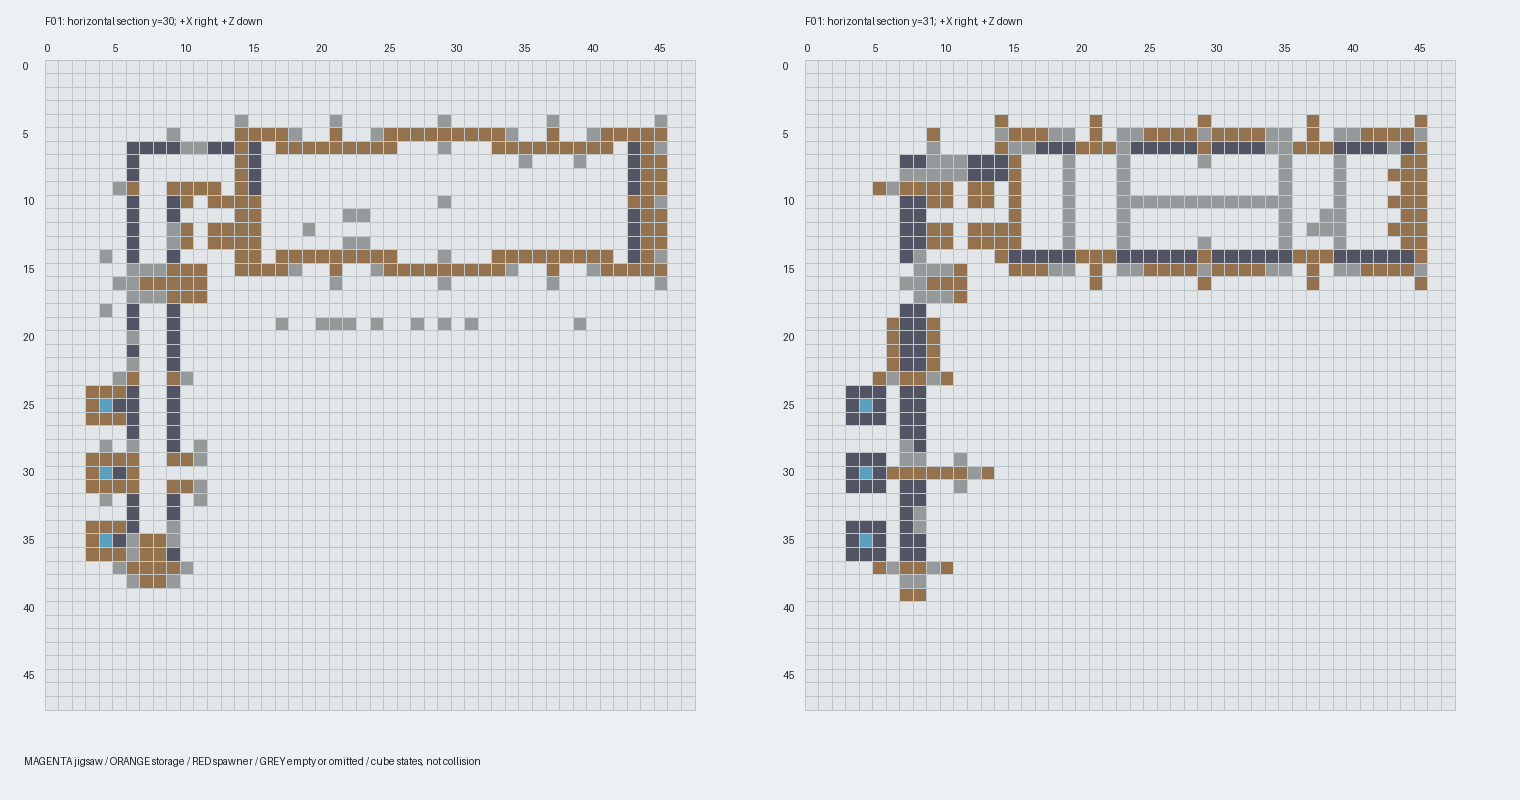 F01: horizontal section y=30; +X right, +Z down
F01: horizontal section y=31; +X right, +Z down
0 5 10 15 20 25 30 35 40 45
0 5 10 15 20 25 30 35 40 45
0 0
5 5
10 10
15 15
20 20
25 25
30 30
35 35
40 40
45 45
MAGENTA jigsaw / ORANGE storage / RED spawner / GREY empty or omitted / cube states, not collision